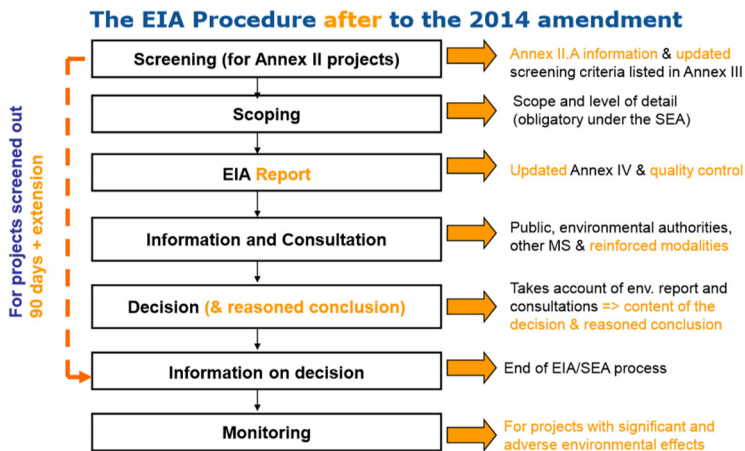 The EIA Procedure after to the 2014 amendment
Screening (for Annex II projects)
Annex II.A information & updated
screening criteria listed in Annex III
Scoping
Scope and level of detail
(obligatory under the SEA)
EIA Report
Updated Annex IV & quality control
Information and Consultation
Public, environmental authorities,
other MS & reinforced modalities
Decision (& reasoned conclusion)
Takes account of env. report and
consultations => content of the
decision & reasoned conclusion
Information on decision
End of EIA/SEA process
Monitoring
For projects with significant and
adverse environmental effects
For projects screened out
90 days + extension